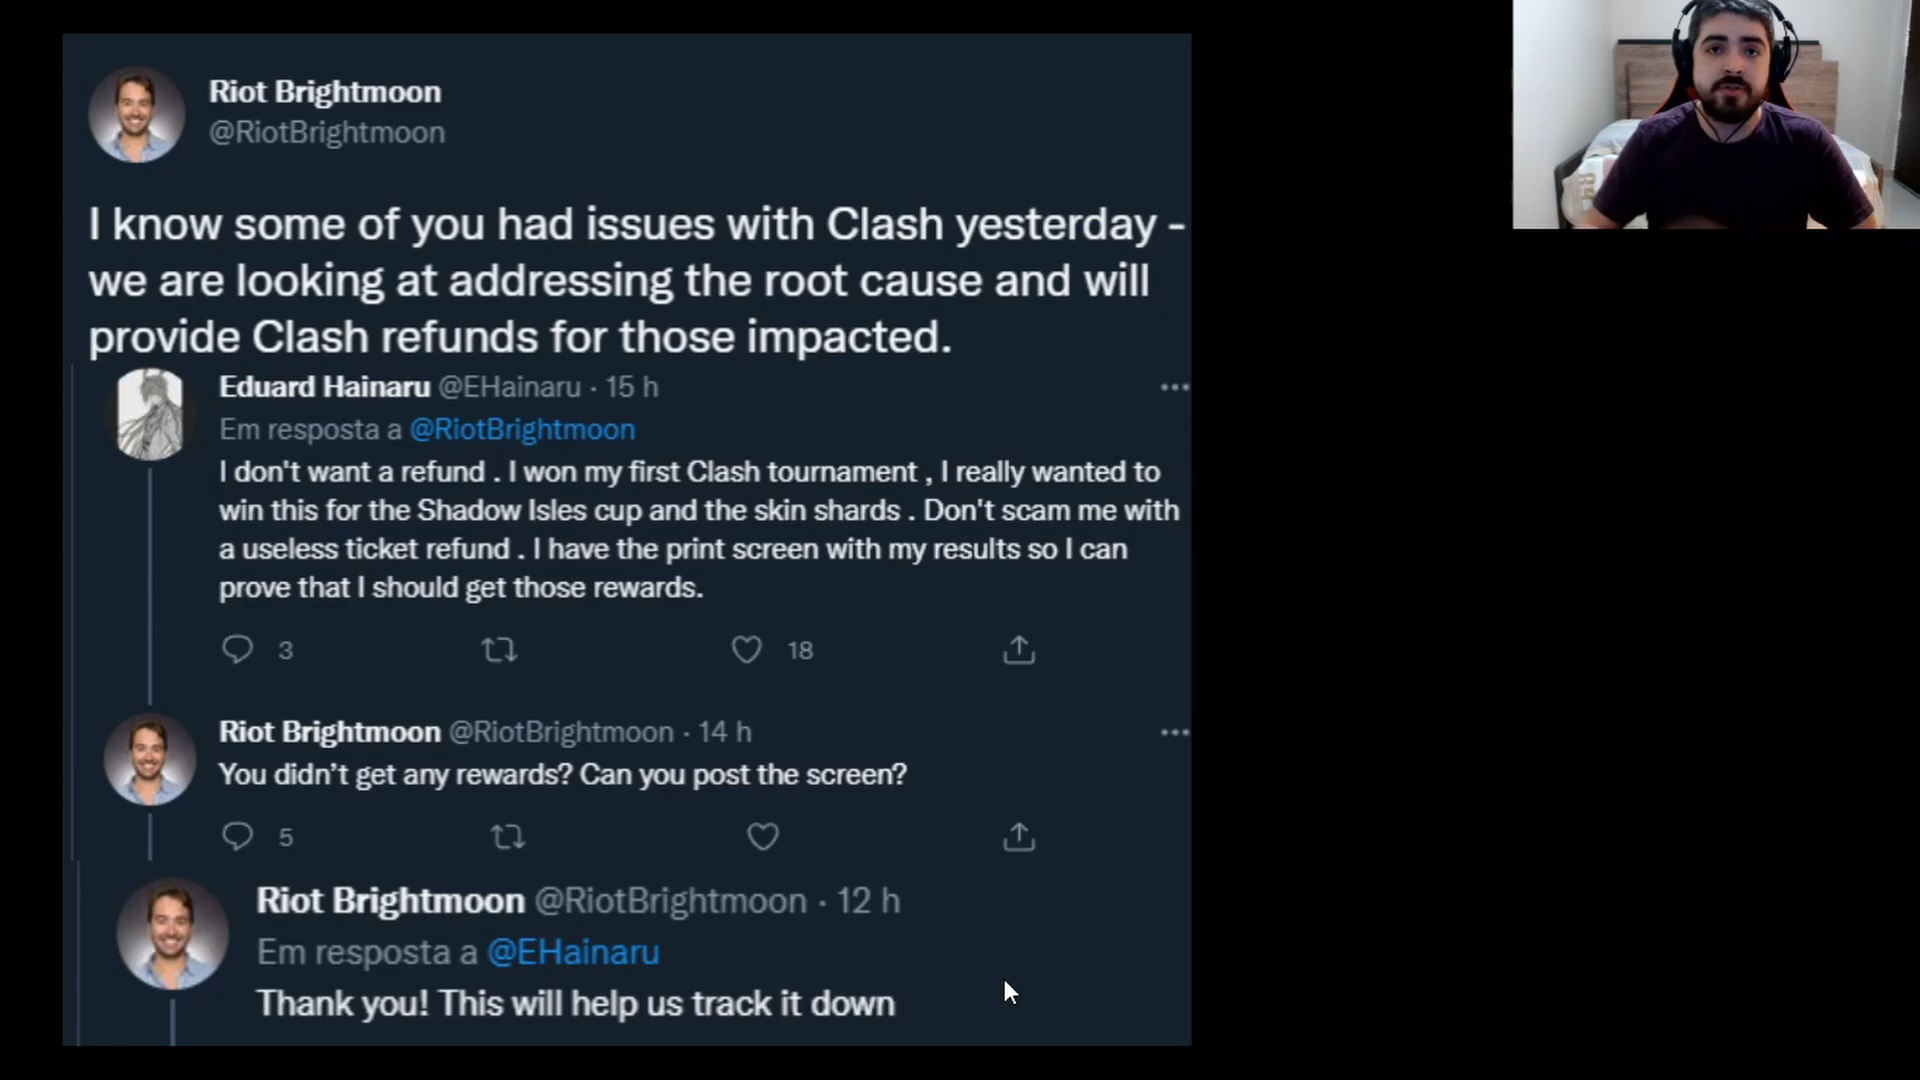 Riot Brightmoon
@RiotBrightmoon
I know some of you had issues with Clash yesterday -
we are looking at addressing the root cause and will
provide Clash refunds for those impacted.
Eduard Hainaru @EHainaru · 15 h
Em resposta a @RiotBrightmoon
I don't want a refund . I won my first Clash tournament , I really wanted to
win this for the Shadow Isles cup and the skin shards . Don't scam me with
a useless ticket refund . I have the print screen with my results so I can
prove that I should get those rewards.
3 18
Riot Brightmoon @RiotBrightmoon · 14 h
You didn’t get any rewards? Can you post the screen?
5
Riot Brightmoon @RiotBrightmoon · 12 h
Em resposta a @EHainaru
Thank you! This will help us track it down